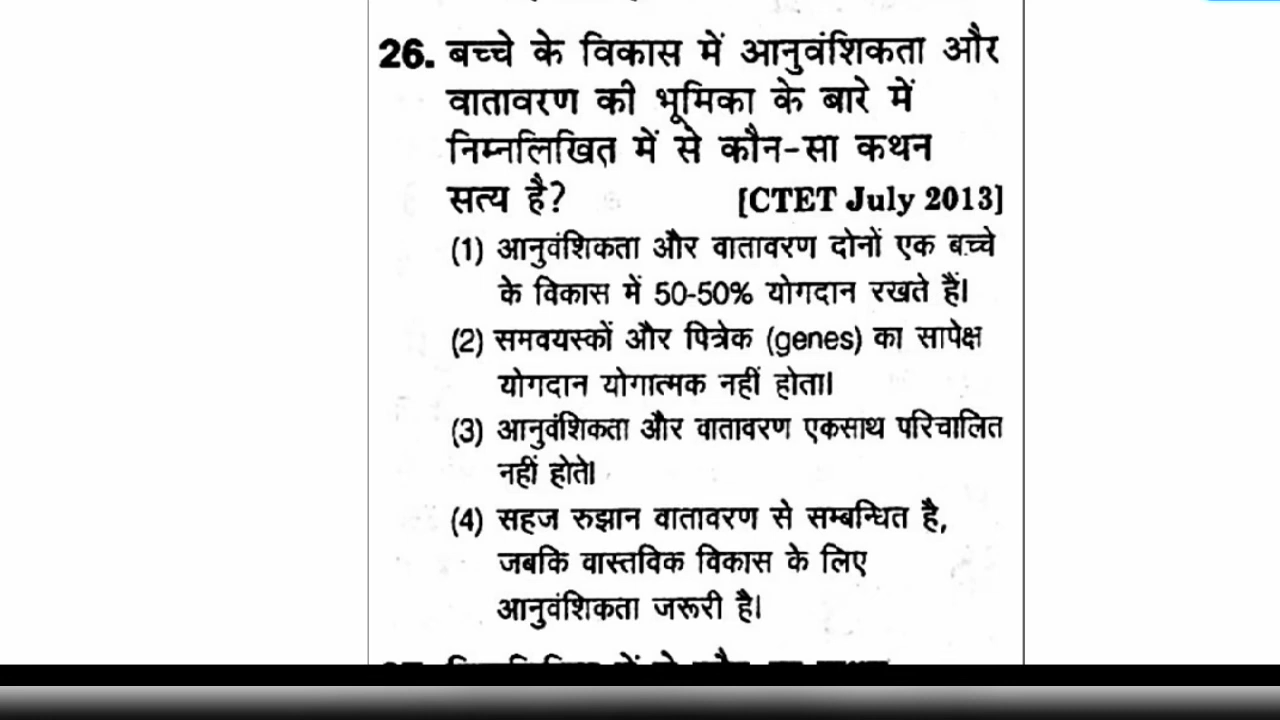 26. बच्चे के विकास में आनुवंशिकता और
वातावरण की भूमिका के बारे में
निम्नलिखित में से कौन-सा कथन
सत्य है? [CTET July 2013]
(1) आनुवंशिकता और वातावरण दोनों एक बच्चे
के विकास में 50-50% योगदान रखते हैं।
(2) समवयस्कों और पित्रेक (genes) का सापेक्ष
योगदान योगात्मक नहीं होता।
(3) आनुवंशिकता और वातावरण एकसाथ परिचालित
नहीं होते।
(4) सहज रुझान वातावरण से सम्बन्धित है,
जबकि वास्तविक विकास के लिए
आनुवंशिकता जरूरी है।